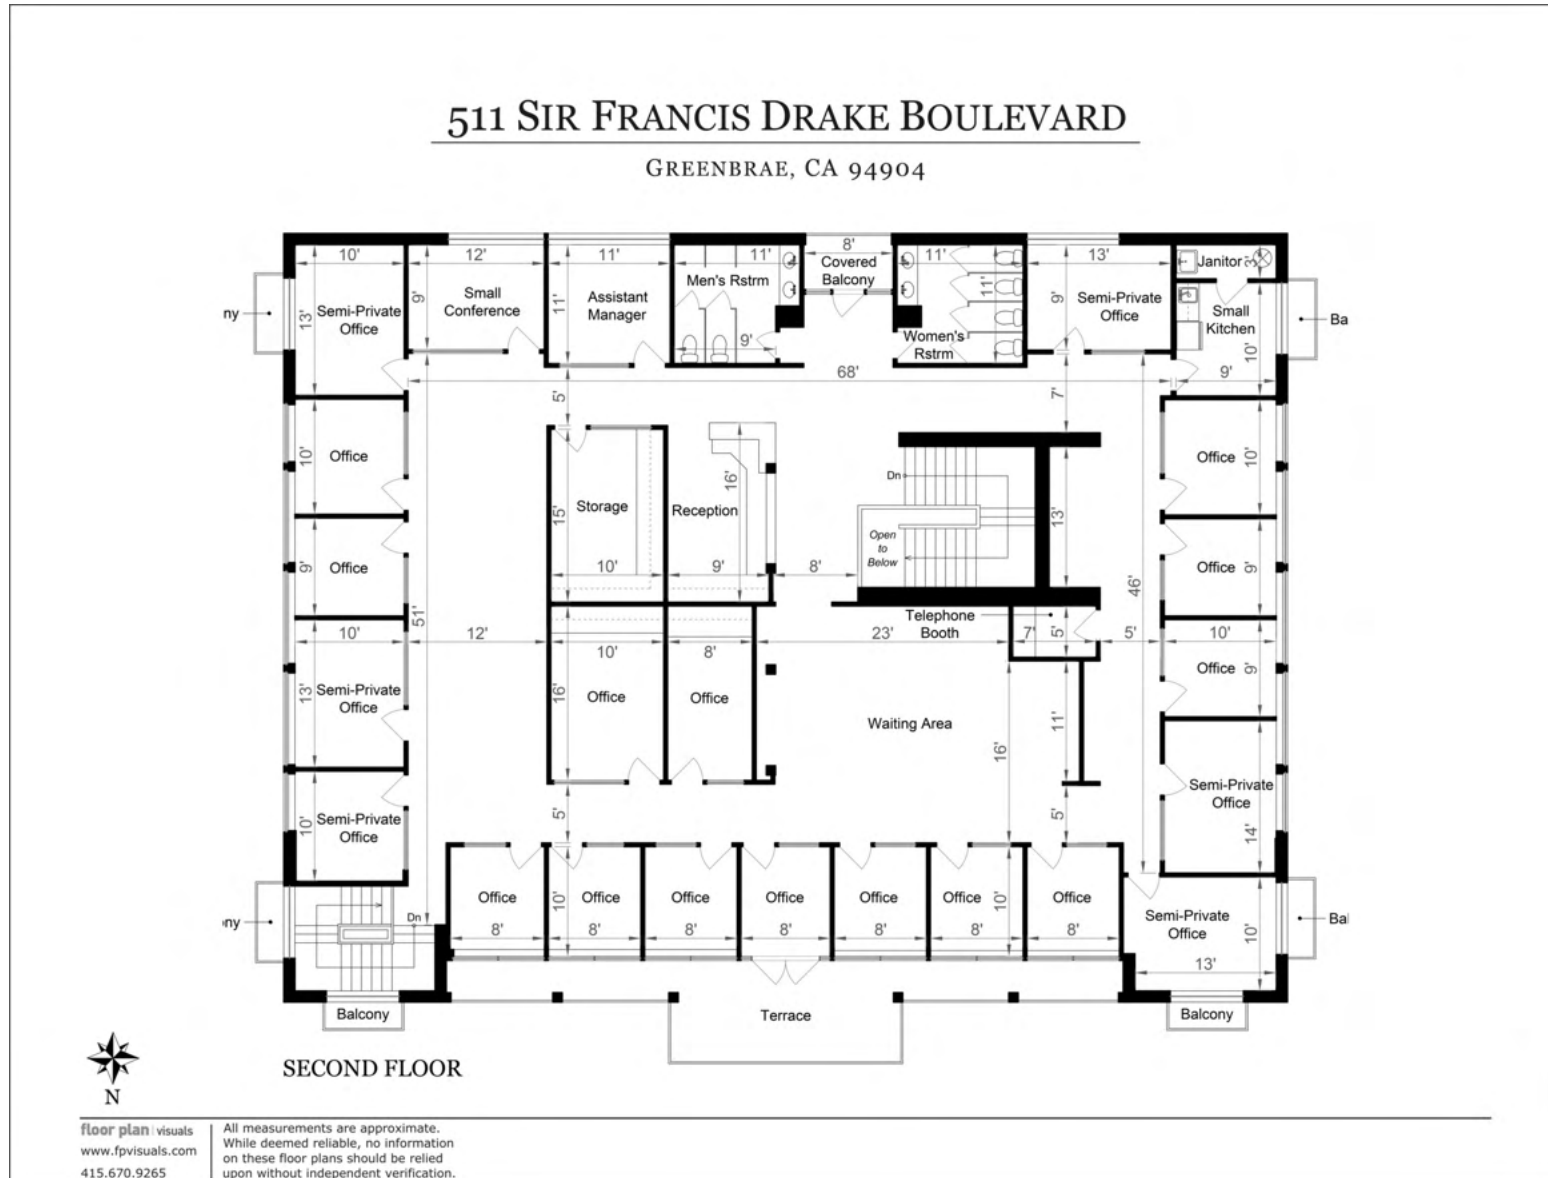 511 SIR FRANCIS DRAKE BOULEVARD
GREENBRAE, CA 94904
10'
12'
11'
11'
8'
11'
13'
Janitor
3'
Covered
Balcony
Men's Rstrm
13'
Semi-Private
Office
9'
Small
Conference
11'
Assistant
Manager
11'
9'
Semi-Private
Office
Small
Kitchen
ny
Ba
9'
Women's
Rstrm
10'
68'
9'
5'
7'
10'
Office
Storage
15'
10'
Reception
16'
9'
8'
Dn
Open
to
Below
13'
Office
10'
9'
Office
Office
9'
51'
46'
12'
10'
13'
Semi-Private
Office
10'
16'
Office
8'
Office
23'
Telephone
Booth
7'
5'
5'
10'
Office
9'
Waiting Area
16'
11'
Semi-Private
Office
14'
10'
Semi-Private
Office
5'
5'
Office
8'
10'
Office
8'
Office
8'
Office
8'
Office
8'
Office
8'
10'
Office
8'
Semi-Private
Office
10'
13'
ny
Dn
Bal
Balcony
Terrace
Balcony
N
SECOND FLOOR
floor plan visuals
www.fpvisuals.com
415.670.9265
All measurements are approximate.
While deemed reliable, no information
on these floor plans should be relied
upon without independent verification.